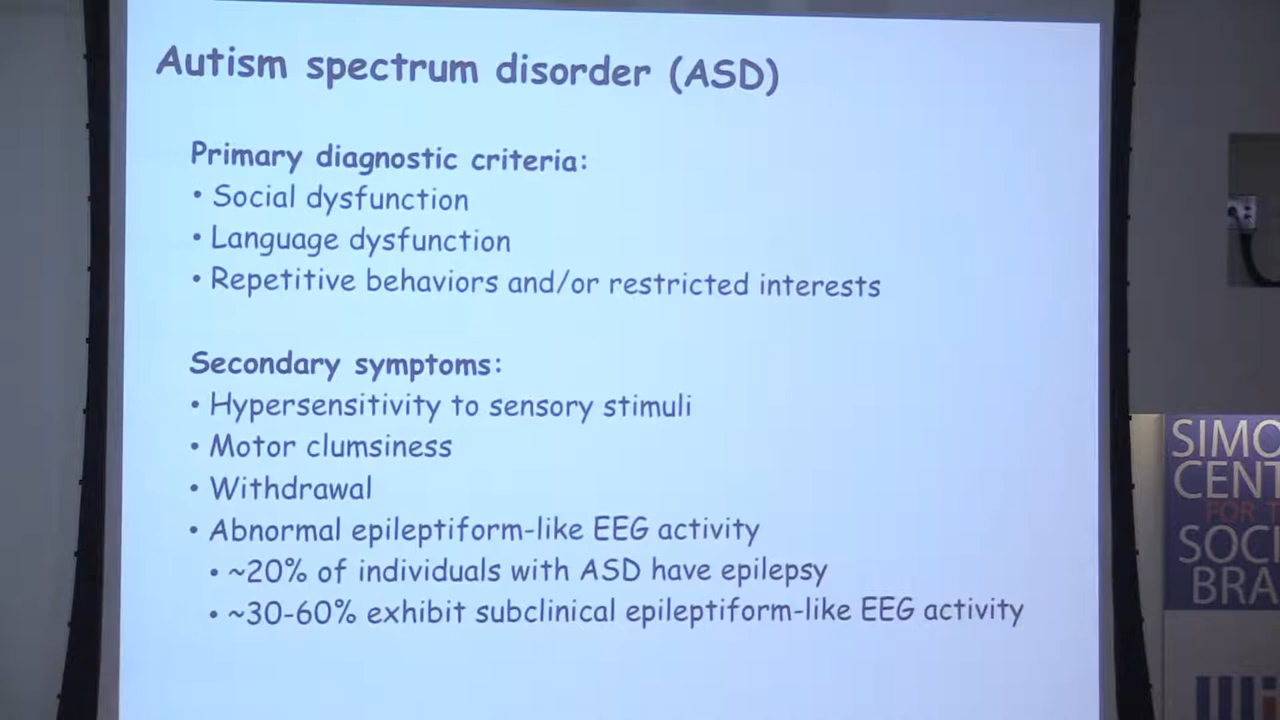 Autism spectrum disorder (ASD)
Primary diagnostic criteria:
• Social dysfunction
• Language dysfunction
• Repetitive behaviors and/or restricted interests
Secondary symptoms:
• Hypersensitivity to sensory stimuli
• Motor clumsiness
• Withdrawal
• Abnormal epileptiform-like EEG activity
• ~20% of individuals with ASD have epilepsy
• ~30-60% exhibit subclinical epileptiform-like EEG activity
SIMO
CENT
FOR T
SOCI
BRA